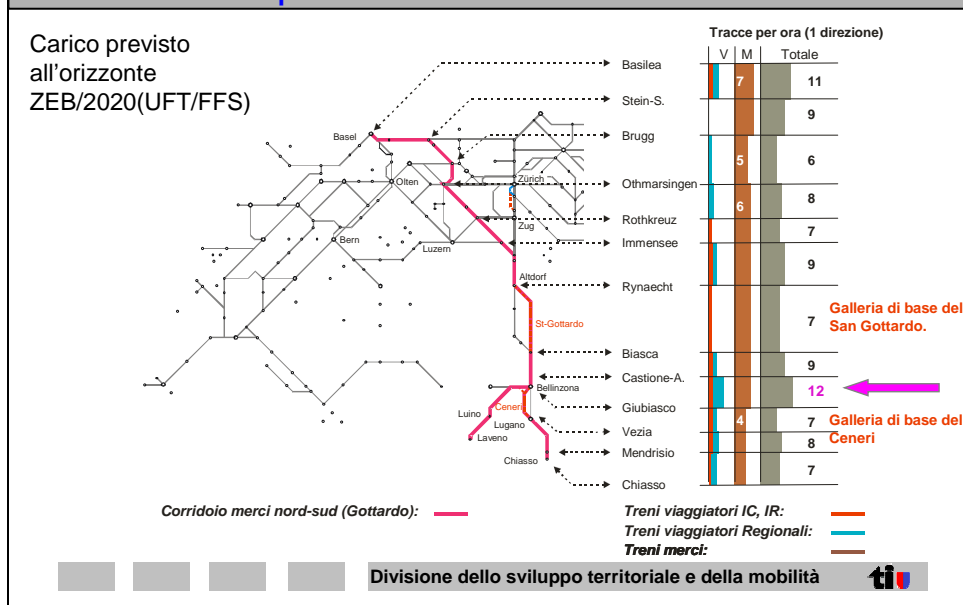 Carico previsto
all'orizzonte
ZEB/2020(UFT/FFS)
Tracce per ora (1 direzione)
V M Totale
Basilea
Stein-S.
Brugg
Othmarsingen
Rothkreuz
Immensee
Rynaecht
Biasca
Castione-A.
Giubiasco
Vezia
Mendrisio
Chiasso
7
5
6
4
11
9
6
8
7
9
7
9
12
7
8
7
Galleria di base del
San Gottardo.
Galleria di base del
Ceneri
Basel
Olten
Zürich
Zug
Bern
Luzern
Altdorf
St-Gottardo
Bellinzona
Ceneri
Luino
Lugano
Laveno
Chiasso
Corridoio merci nord-sud (Gottardo):
Treni viaggiatori IC, IR:
Treni viaggiatori Regionali:
Treni merci:
Divisione dello sviluppo territoriale e della mobilità
ti